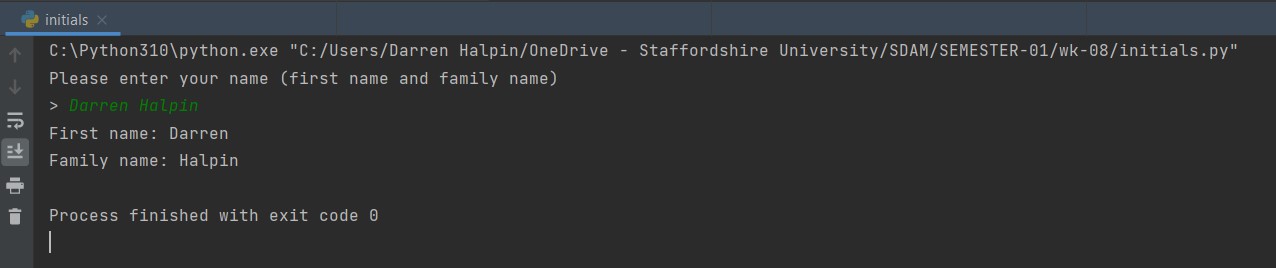 initials
C:\Python310\python.exe "C:/Users/Darren Halpin/OneDrive - Staffordshire University/SDAM/SEMESTER-01/wk-08/initials.py"
Please enter your name (first name and family name)
> Darren Halpin
First name: Darren
Family name: Halpin
Process finished with exit code 0